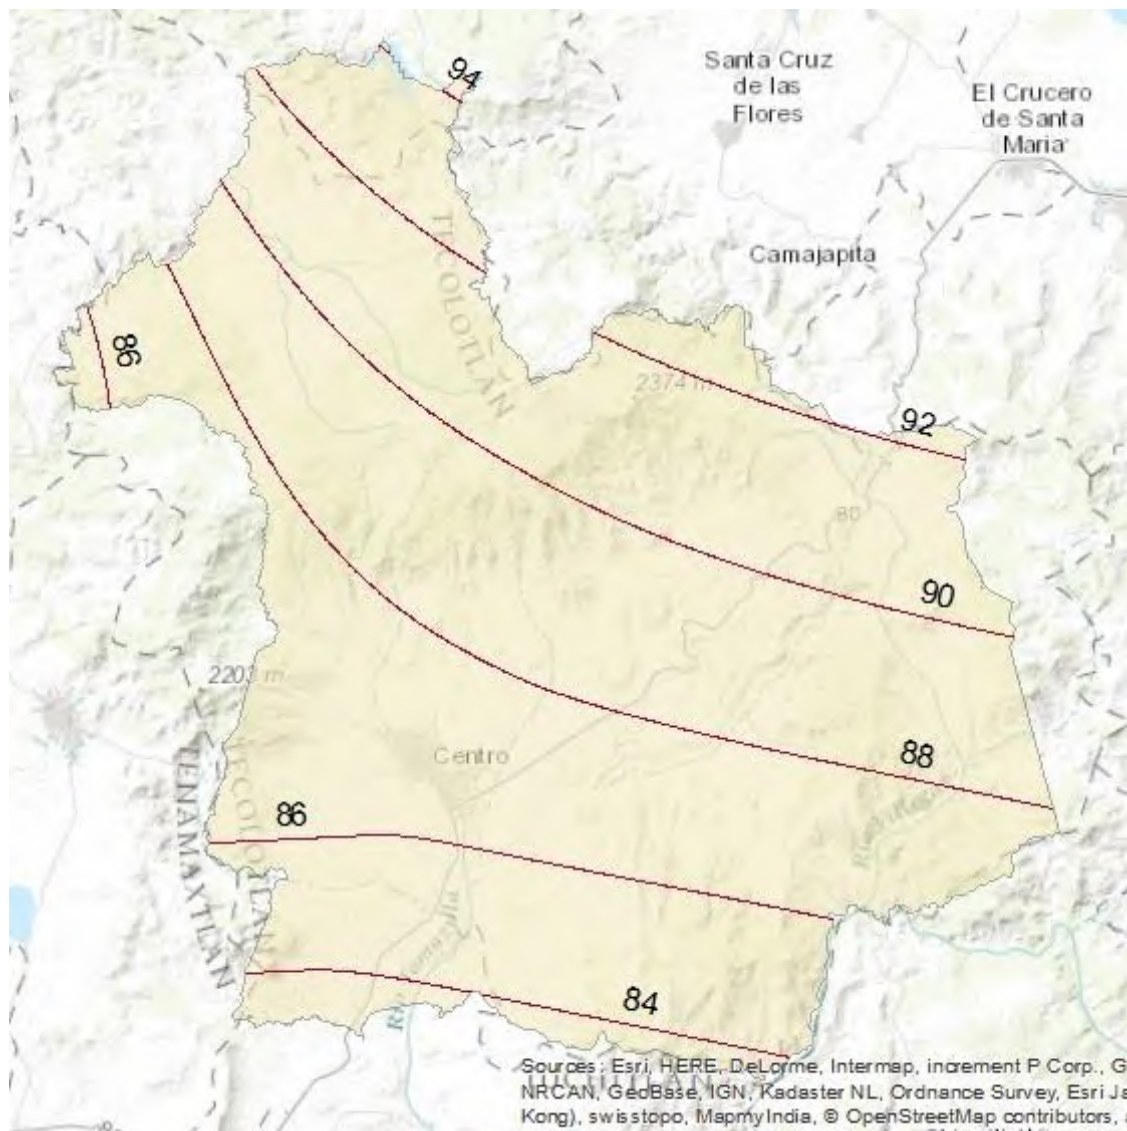 94
Santa Cruz
de las
Flores
El Crucero
de Santa
Maria
TECOLOTLÁN
Camajapita
86
2374 m
92
80
90
2203 m
Centro
88
TENAMAXTLAN
TECOLOTLÁN
86
84
Sources: Esri, HERE, DeLorme, Intermap, increment P Corp., G
NRCAN, GeoBase, IGN, Kadaster NL, Ordnance Survey, Esri Ja
Kong), swisstopo, MapmyIndia, © OpenStreetMap contributors,